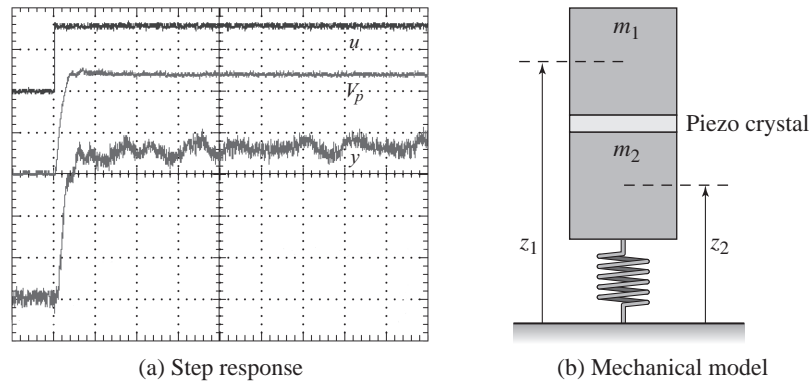 u
V_p
y
(a) Step response
m_1
Piezo crystal
m_2
z_1
z_2
(b) Mechanical model